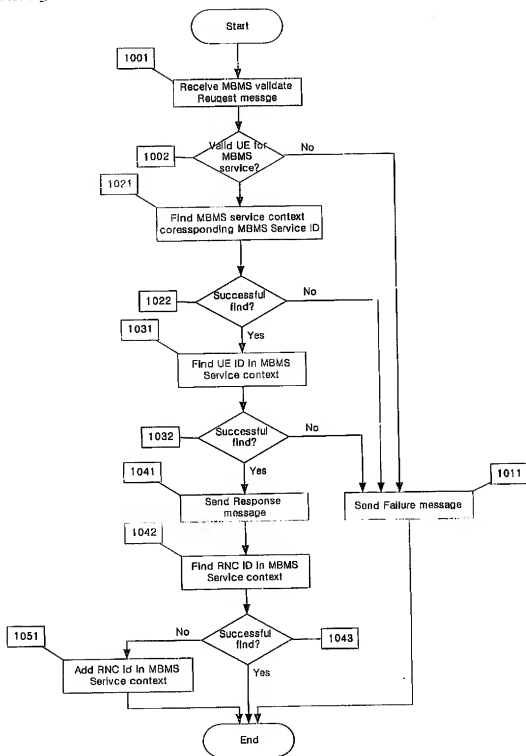 Start
1001
Receive MBMS validate
Reuqest messge
Valid UE for
MBMS
service?
No
1002
1021
Find MBMS service context
coressponding MBMS Service ID
Successful
find?
No
1022
Yes
1031
Find UE ID in MBMS
Service context
Successful
find?
No
1032
Yes
1041
1011
Send Response
message
Send Failure message
1042
Find RNC ID in MBMS
Service context
Successful
find?
No
1043
1051
Yes
Add RNC Id in MBMS
Serivce context
End